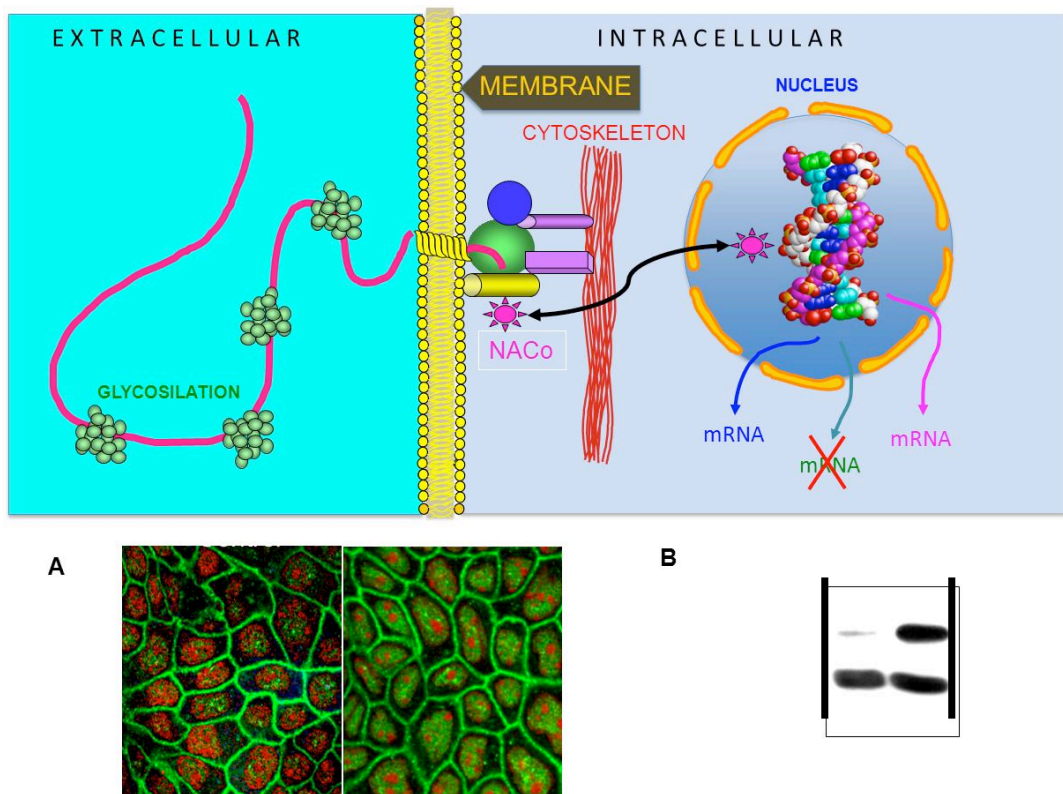 EXTRACELLULAR
INTRACELLULAR
MEMBRANE
NUCLEUS
CYTOSKELETON
NACo
GLYCOSILATION
mRNA
mRNA
mRNA
A
B